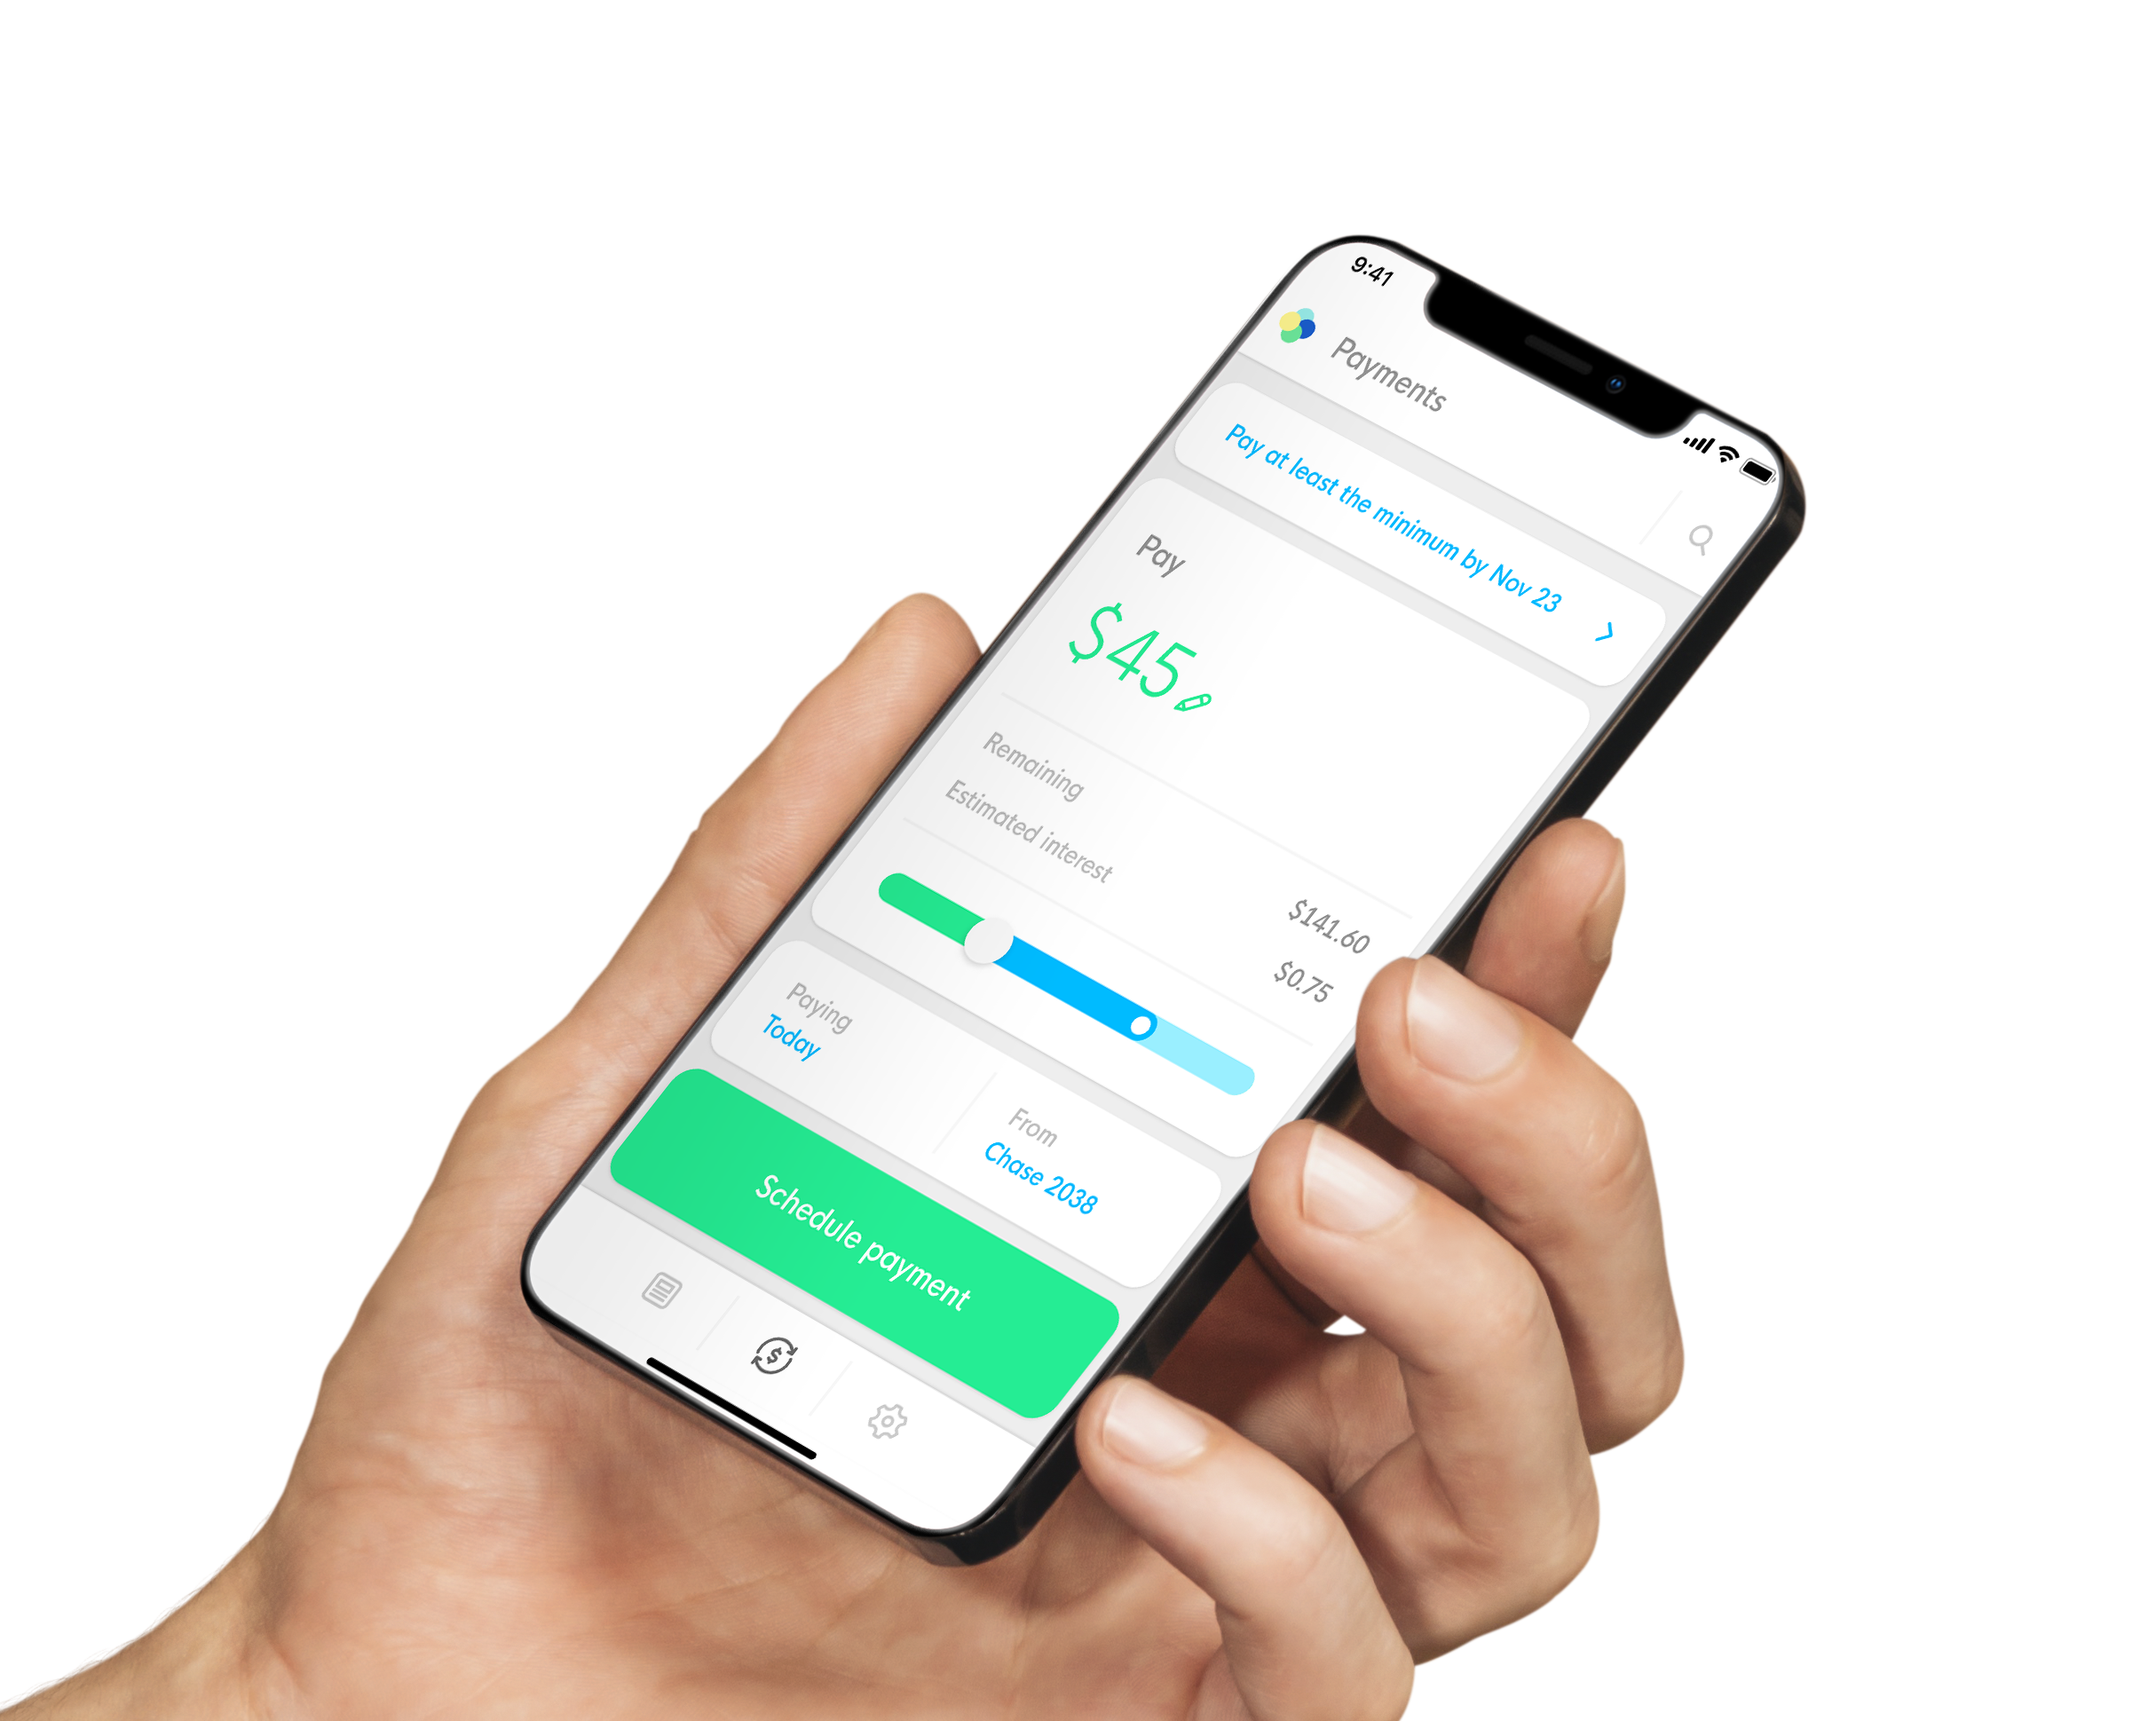 9:41
Payments
Pay at least the minimum by Nov 23
Pay
$45
Remaining
$141.60
Estimated interest
$0.75
Paying
Today
From
Chase 2038
Schedule payment